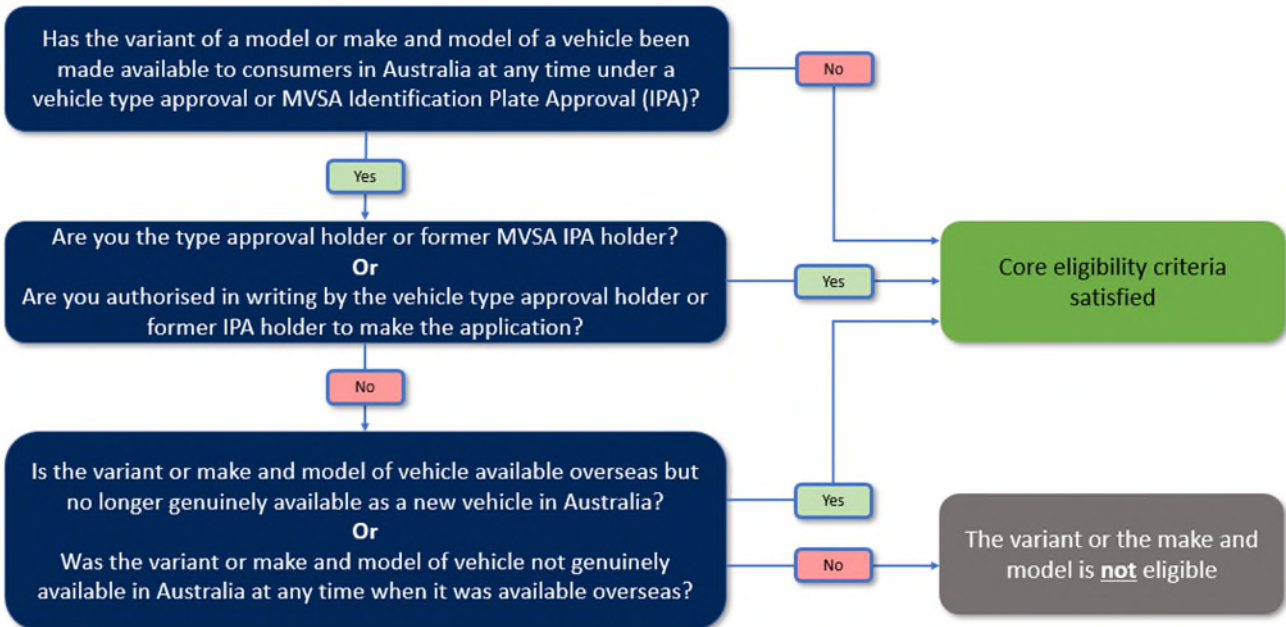 Has the variant of a model or make and model of a vehicle been
made available to consumers in Australia at any time under a
vehicle type approval or MVSA Identification Plate Approval (IPA)?
No
Yes
Are you the type approval holder or former MVSA IPA holder?
Or
Are you authorised in writing by the vehicle type approval holder or
former IPA holder to make the application?
Yes
Core eligibility criteria
satisfied
No
Is the variant or make and model of vehicle available overseas but
no longer genuinely available as a new vehicle in Australia?
Or
Was the variant or make and model of vehicle not genuinely
available in Australia at any time when it was available overseas?
Yes
No
The variant or the make and
model is not eligible